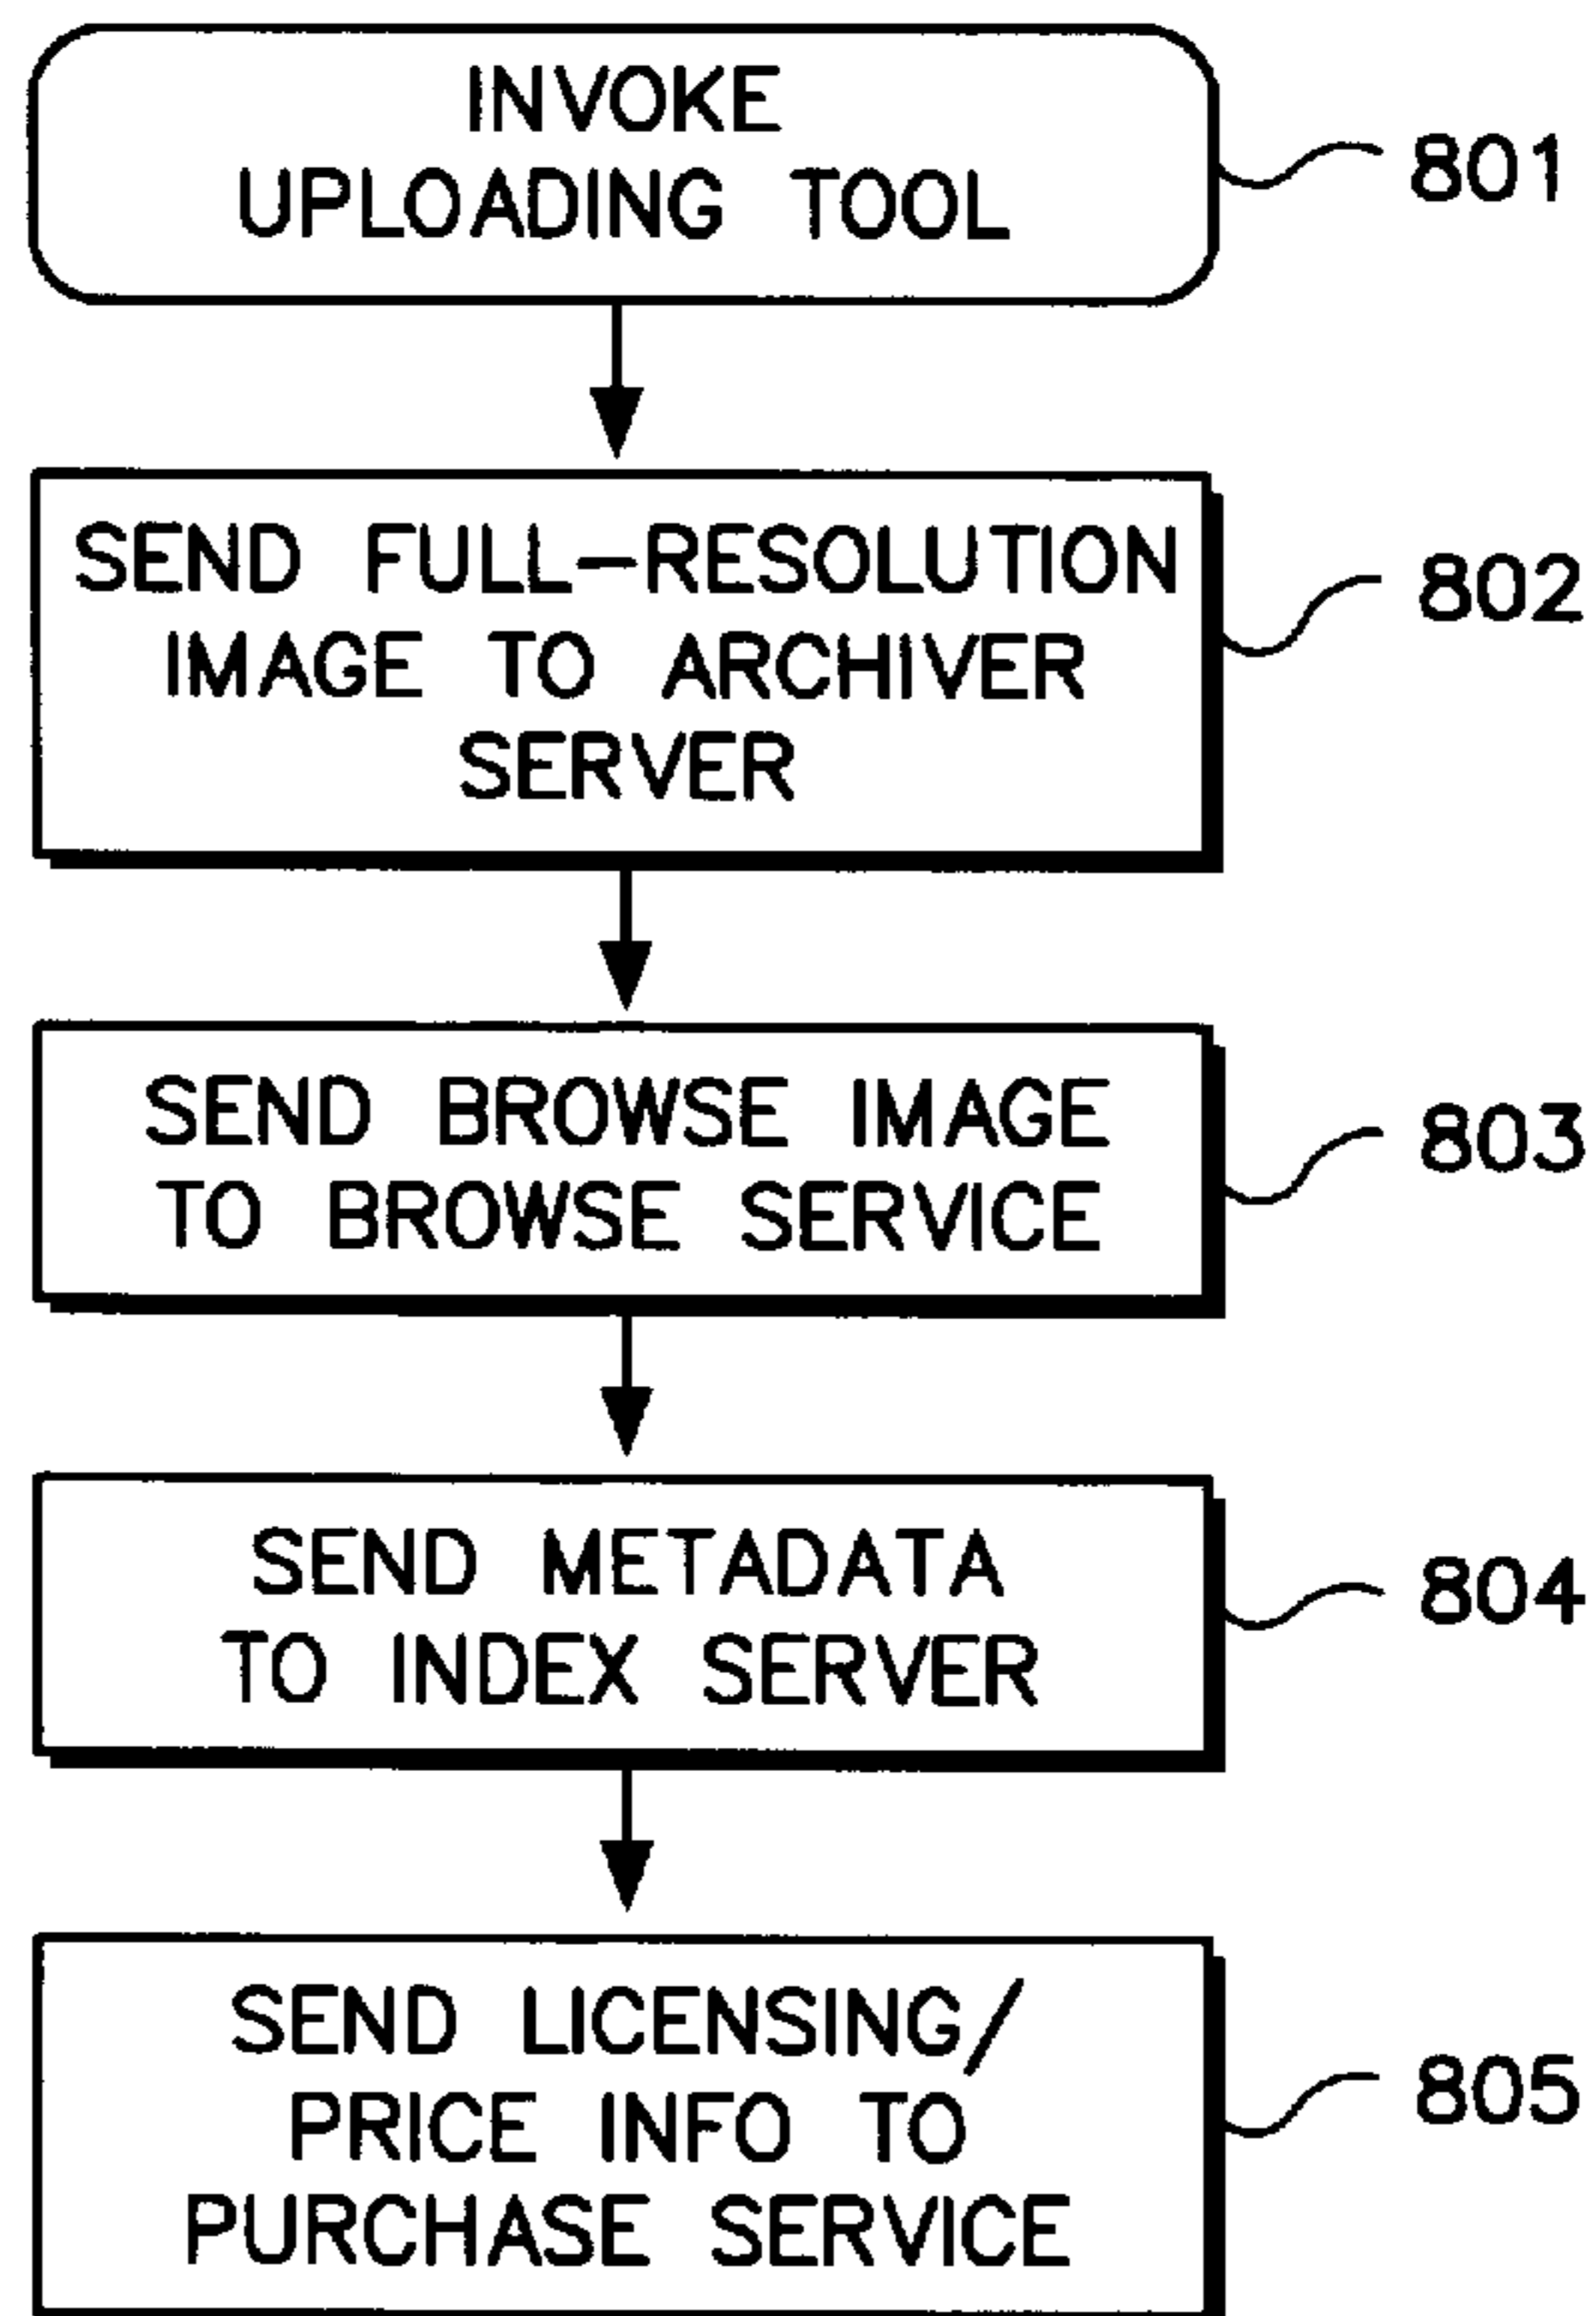 INVOKE
UPLOADING TOOL
801
SEND FULL-RESOLUTION
IMAGE TO ARCHIVER
SERVER
802
SEND BROWSE IMAGE
TO BROWSE SERVICE
803
SEND METADATA
TO INDEX SERVER
804
SEND LICENSING/
PRICE INFO TO
PURCHASE SERVICE
805